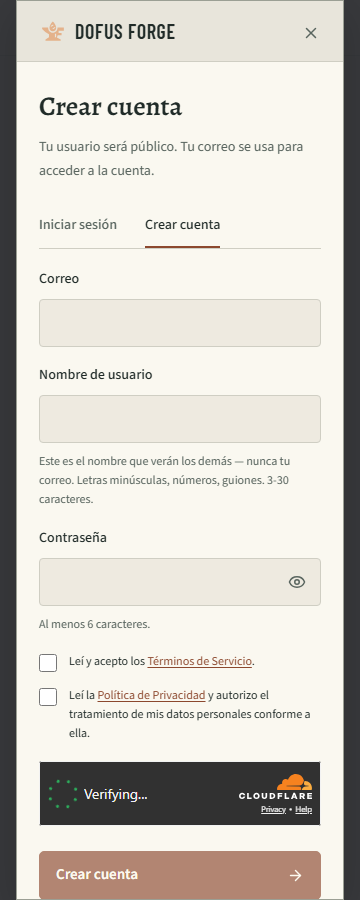 DOFUS FORGE
Crear cuenta
Tu usuario será público. Tu correo se usa para
acceder a la cuenta.
Iniciar sesión
Crear cuenta
Correo
Nombre de usuario
Este es el nombre que verán los demás — nunca tu
correo. Letras minúsculas, números, guiones. 3-30
caracteres.
Contraseña
Al menos 6 caracteres.
Leí y acepto los Términos de Servicio.
Leí la Política de Privacidad y autorizo el
tratamiento de mis datos personales conforme a
ella.
Verifying...
CLOUDFLARE
Privacy • Help
Crear cuenta